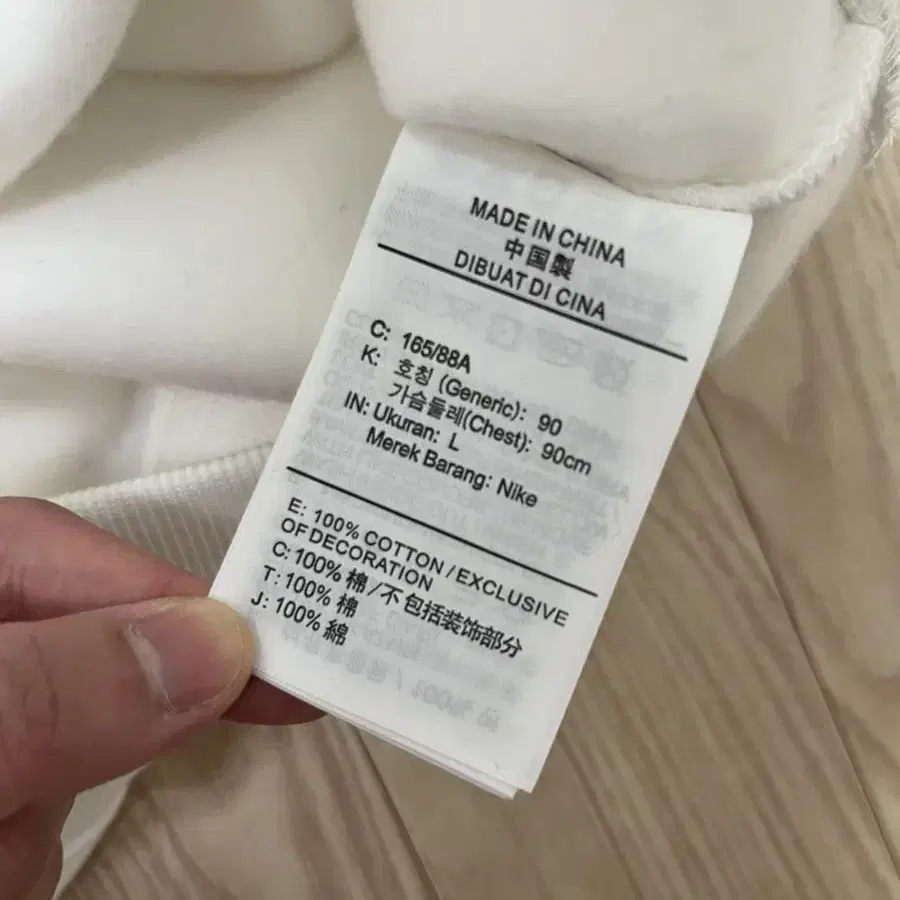 MADE IN CHINA
中国製
DIBUAT DI CINA
C: 165/88A
K: 호칭 (Generic): 90
가슴둘레(Chest): 90cm
IN: Ukuran: L
Merek Barang: Nike
E: 100% COTTON / EXCLUSIVE
OF DECORATION
C: 100% 棉 / 不包括装饰部分
T: 100% 棉
J: 100% 綿